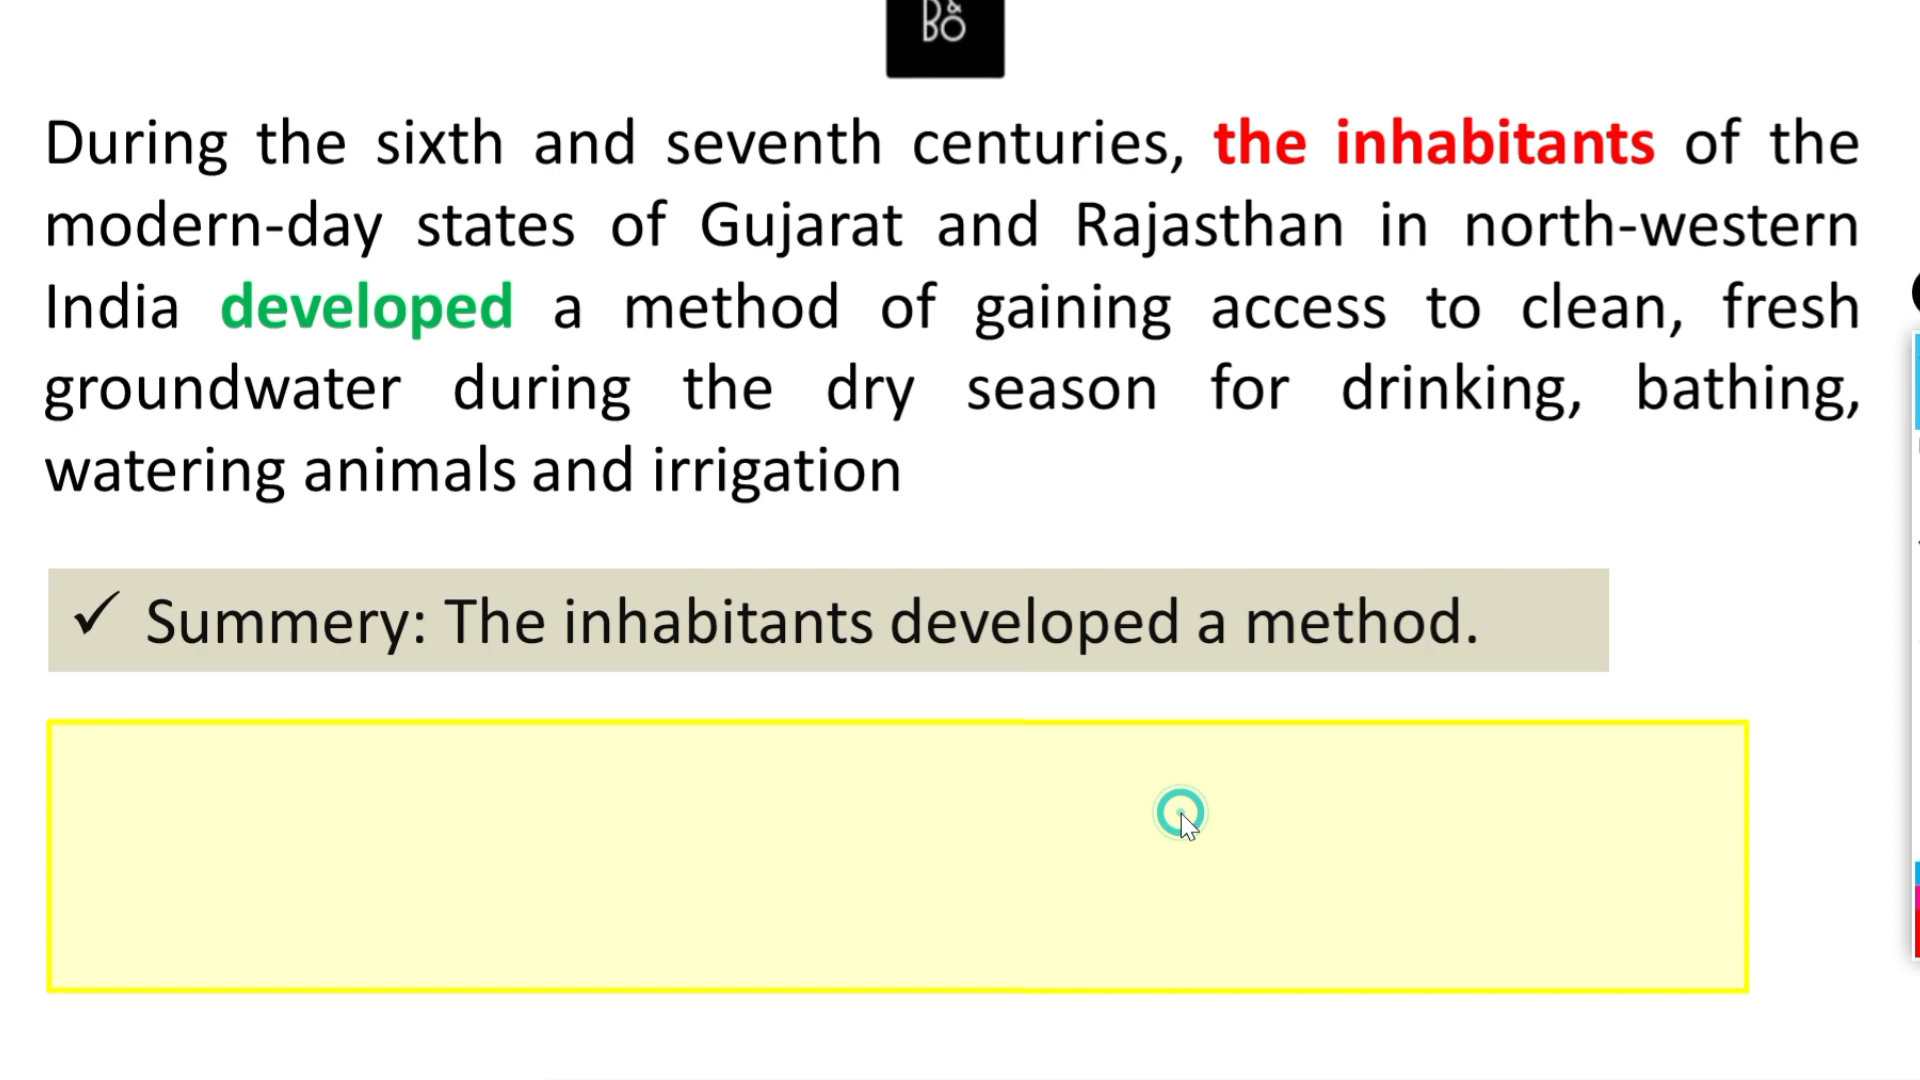 B&O
During the sixth and seventh centuries, the inhabitants of the
modern-day states of Gujarat and Rajasthan in north-western
India developed a method of gaining access to clean, fresh
groundwater during the dry season for drinking, bathing,
watering animals and irrigation
✓ Summery: The inhabitants developed a method.